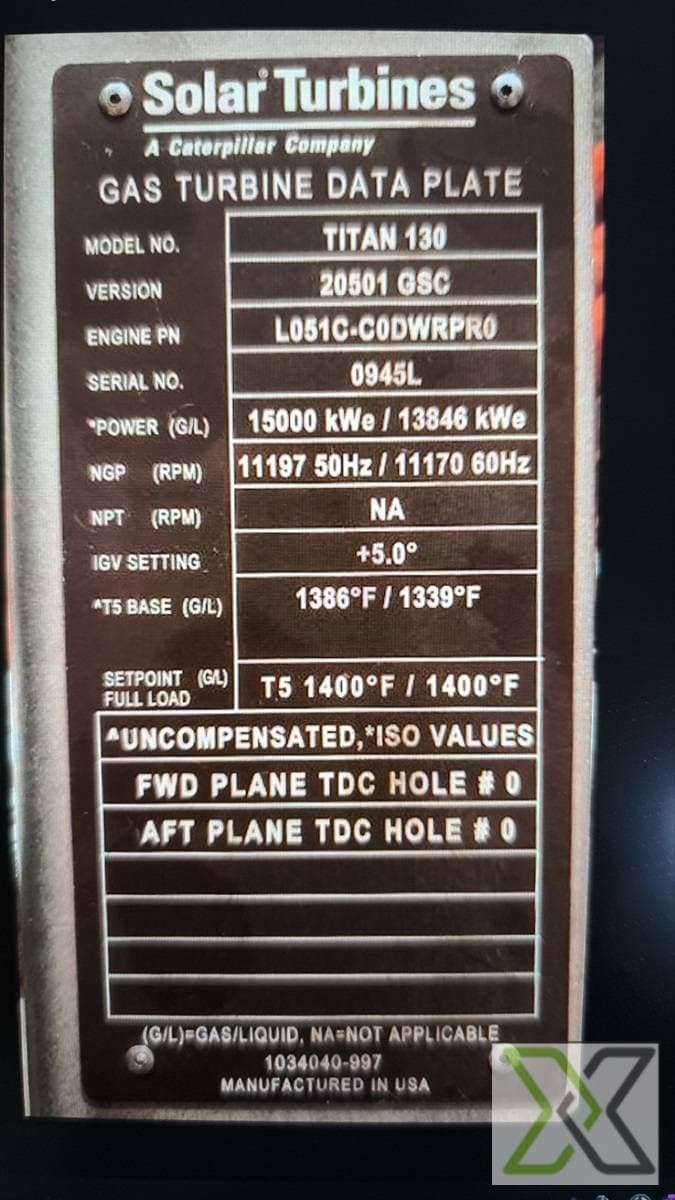 Solar Turbines
A Caterpillar Company
GAS TURBINE DATA PLATE
MODEL NO. TITAN 130
VERSION 20501 GSC
ENGINE PN L051C-C0DWRPR0
SERIAL NO. 0945L
*POWER (G/L) 15000 kWe / 13846 kWe
NGP (RPM) 11197 50Hz / 11170 60Hz
NPT (RPM) NA
IGV SETTING +5.0°
^T5 BASE (G/L) 1386°F / 1339°F
SETPOINT (G/L)
FULL LOAD T5 1400°F / 1400°F
^UNCOMPENSATED,*ISO VALUES
FWD PLANE TDC HOLE # 0
AFT PLANE TDC HOLE # 0
(G/L)=GAS/LIQUID, NA=NOT APPLICABLE
1034040-997
MANUFACTURED IN USA